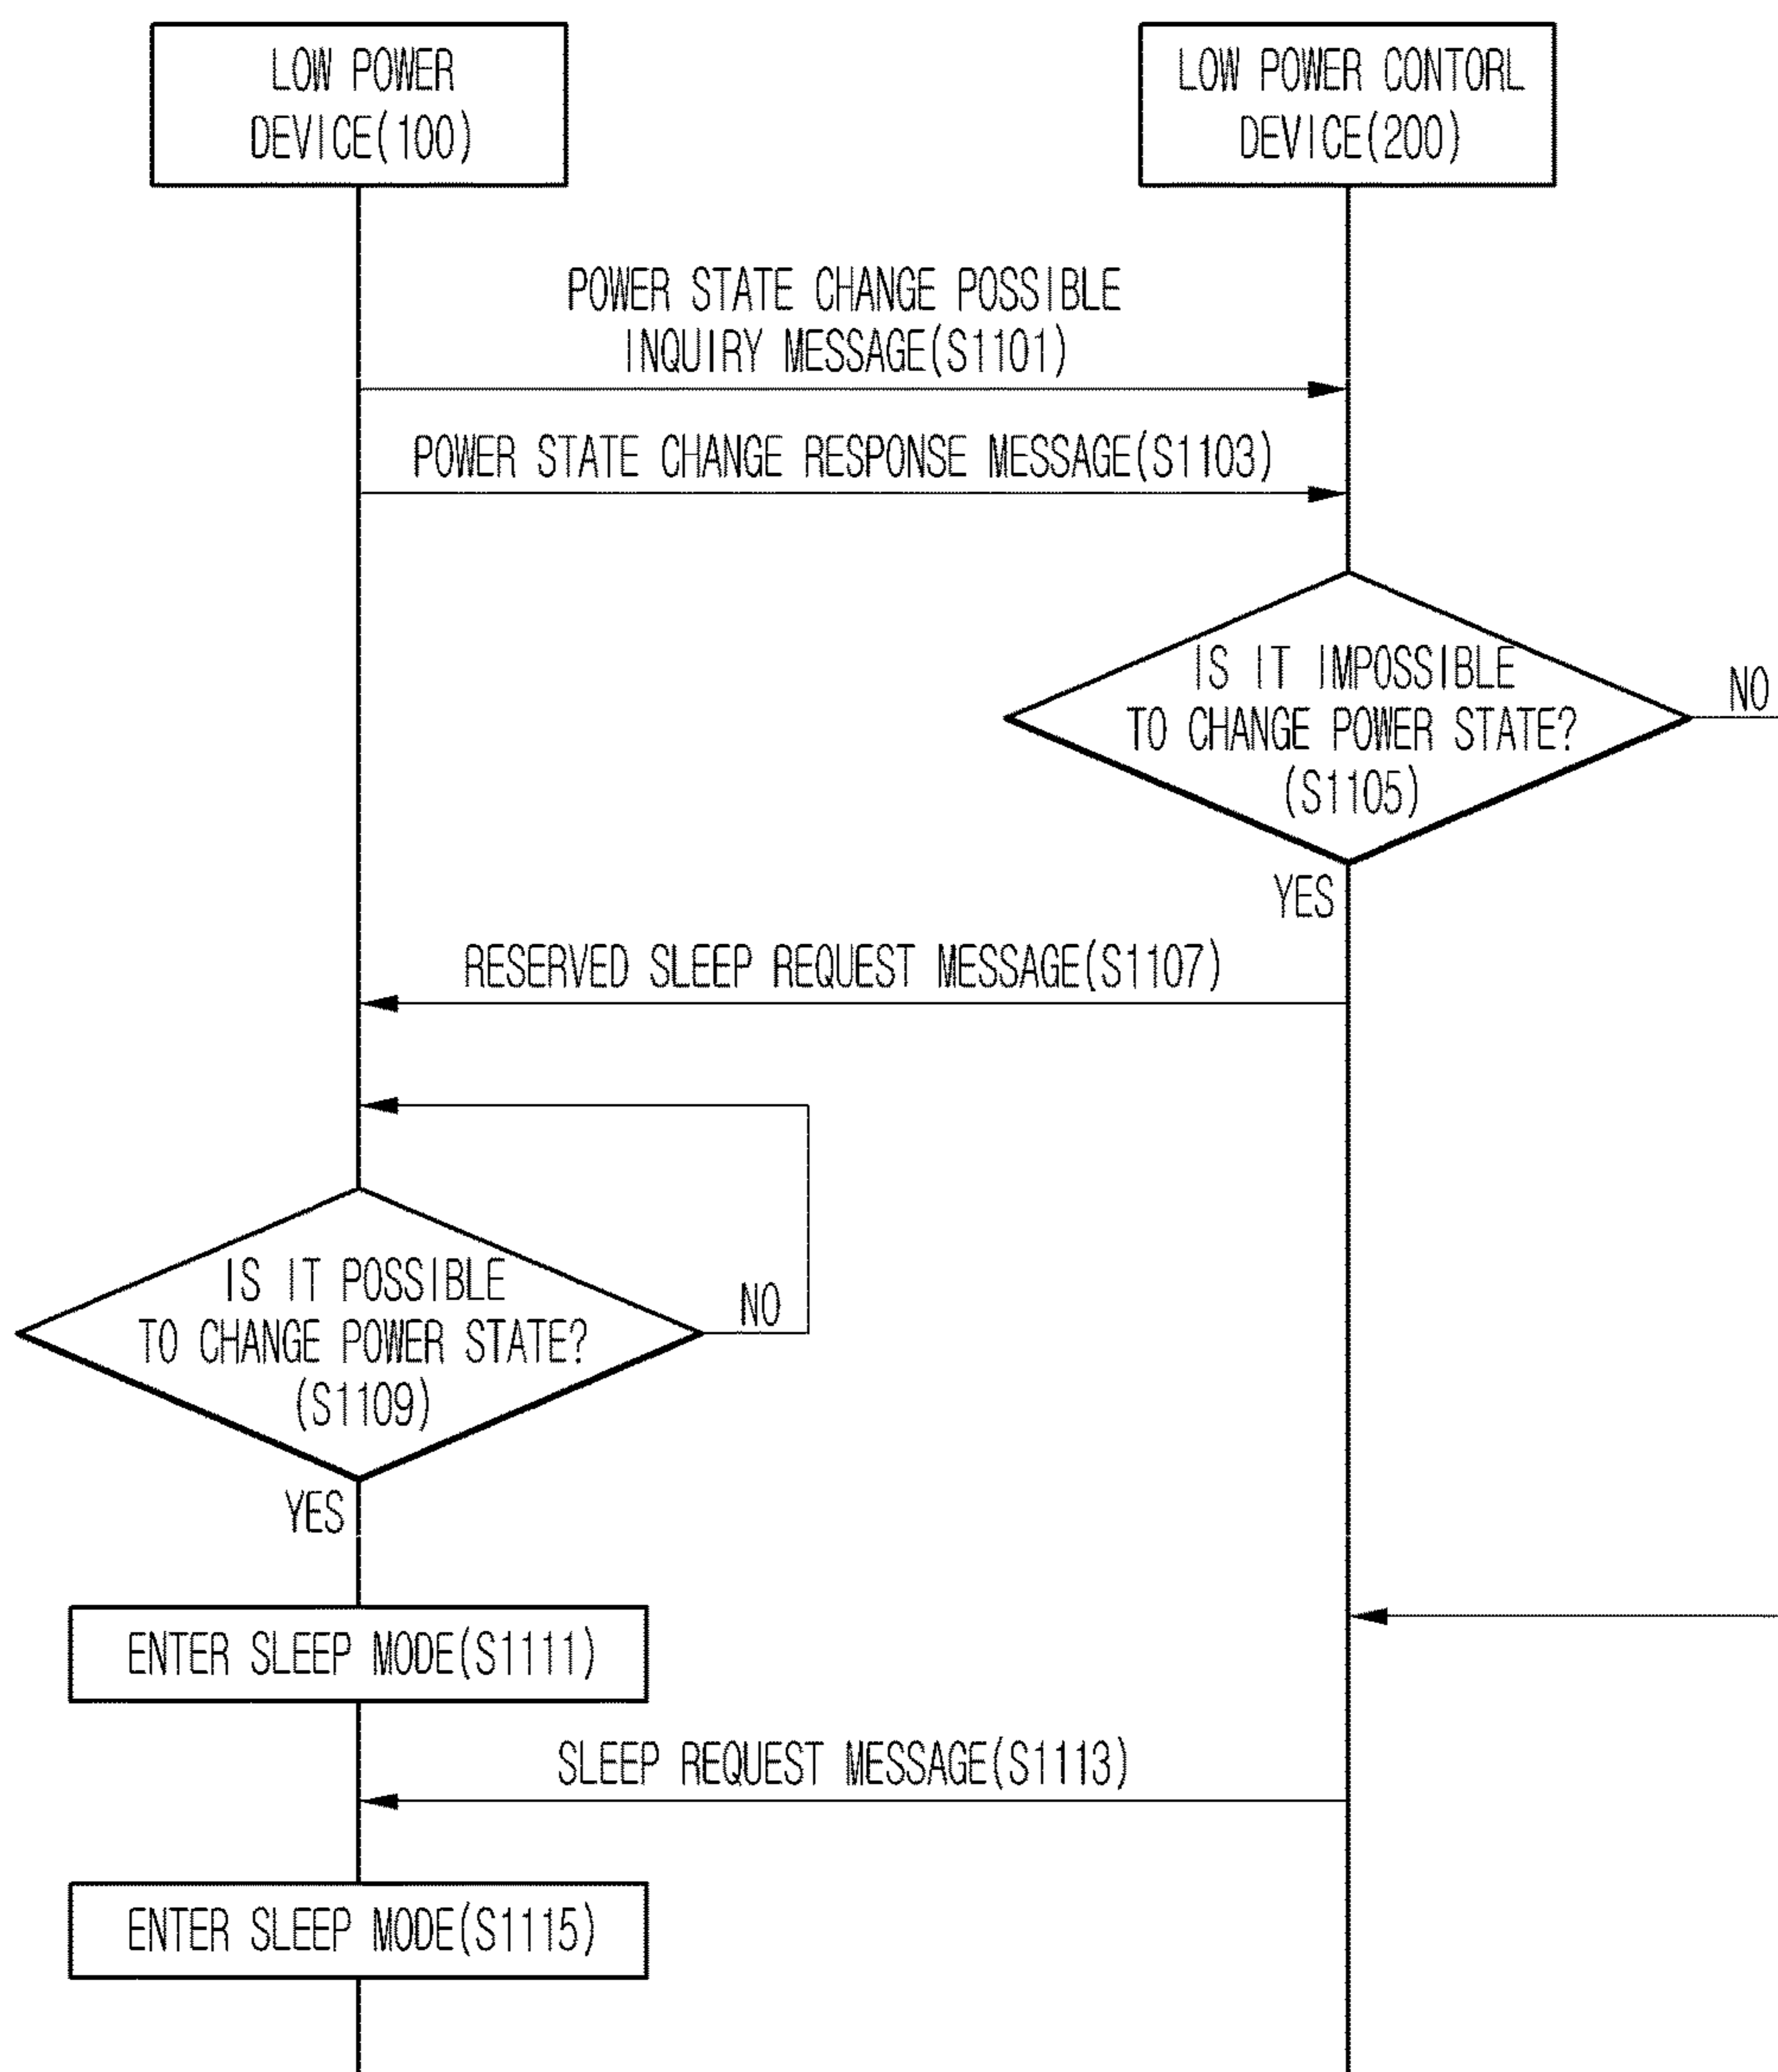 LOW POWER
DEVICE(100)
LOW POWER CONTORL
DEVICE(200)
POWER STATE CHANGE POSSIBLE
INQUIRY MESSAGE(S1101)
POWER STATE CHANGE RESPONSE MESSAGE(S1103)
IS IT IMPOSSIBLE
TO CHANGE POWER STATE?
(S1105)
NO
YES
RESERVED SLEEP REQUEST MESSAGE(S1107)
IS IT POSSIBLE
TO CHANGE POWER STATE?
(S1109)
NO
YES
ENTER SLEEP MODE(S1111)
SLEEP REQUEST MESSAGE(S1113)
ENTER SLEEP MODE(S1115)